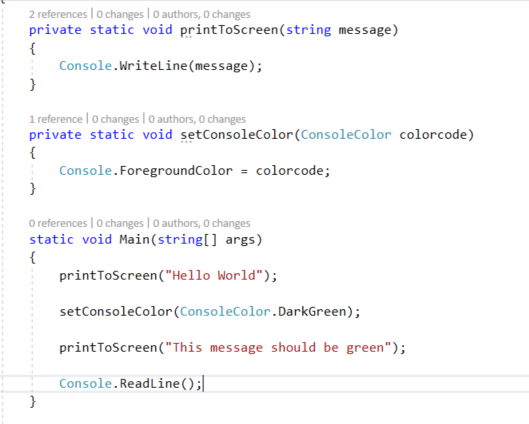 2 references | 0 changes | 0 authors, 0 changes
private static void printToScreen(string message)
{
Console.WriteLine(message);
}
1 reference | 0 changes | 0 authors, 0 changes
private static void setConsoleColor(ConsoleColor colorcode)
{
Console.ForegroundColor = colorcode;
}
0 references | 0 changes | 0 authors, 0 changes
static void Main(string[] args)
{
printToScreen("Hello World");
setConsoleColor(ConsoleColor.DarkGreen);
printToScreen("This message should be green");
Console.ReadLine();
}